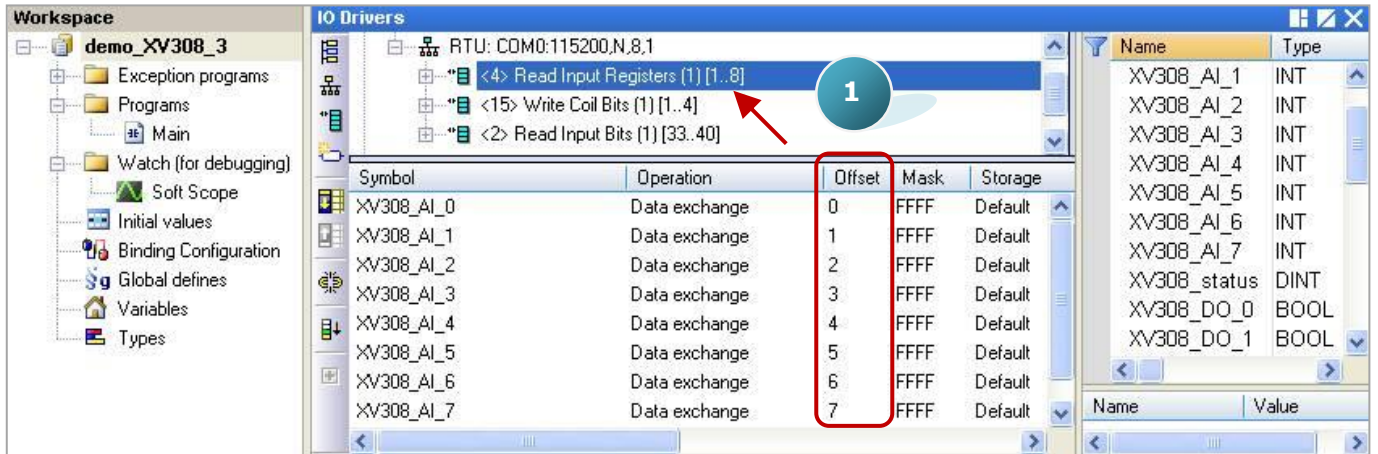 Workspace
demo_XV308_3
Exception programs
Programs
Main
Watch (for debugging)
Soft Scope
Initial values
Binding Configuration
Global defines
Variables
Types
IO Drivers
RTU: COM0:115200,N,8,1
<4> Read Input Registers (1) [1..8]
<15> Write Coil Bits (1) [1..4]
<2> Read Input Bits (1) [33..40]
1
Symbol Operation Offset Mask Storage
XV308_AI_0 Data exchange 0 FFFF Default
XV308_AI_1 Data exchange 1 FFFF Default
XV308_AI_2 Data exchange 2 FFFF Default
XV308_AI_3 Data exchange 3 FFFF Default
XV308_AI_4 Data exchange 4 FFFF Default
XV308_AI_5 Data exchange 5 FFFF Default
XV308_AI_6 Data exchange 6 FFFF Default
XV308_AI_7 Data exchange 7 FFFF Default
Name Type
XV308_AI_1 INT
XV308_AI_2 INT
XV308_AI_3 INT
XV308_AI_4 INT
XV308_AI_5 INT
XV308_AI_6 INT
XV308_AI_7 INT
XV308_status DINT
XV308_DO_0 BOOL
XV308_DO_1 BOOL
Name Value